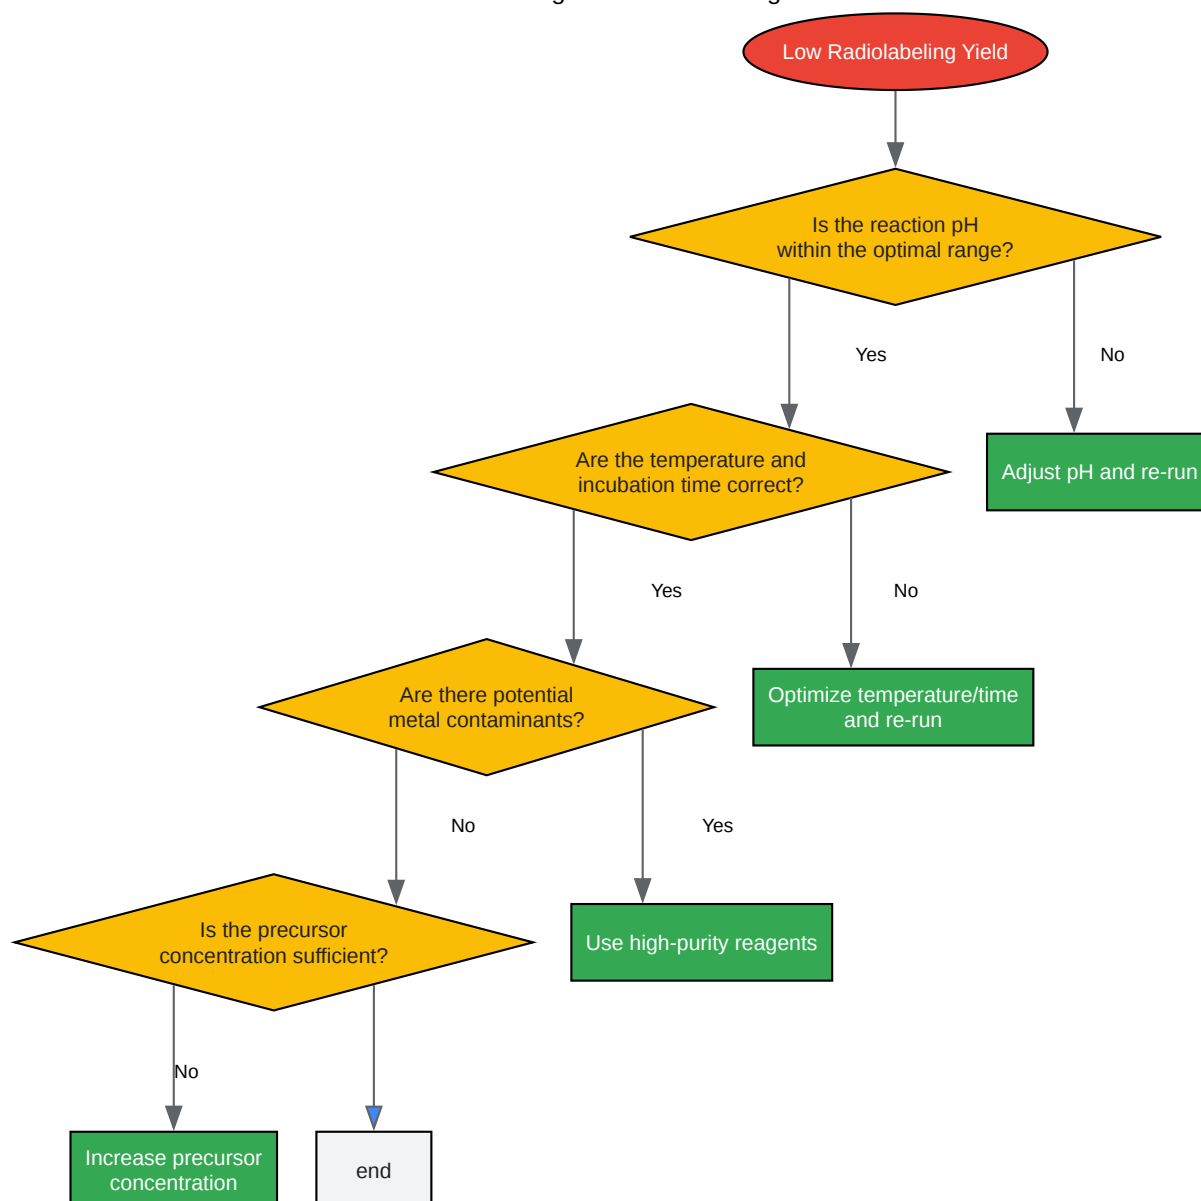 Low Radiolabeling Yield
Is the reaction pH
within the optimal range?
Yes
No
Are the temperature and
incubation time correct?
Adjust pH and re-run
Yes
No
Are there potential
metal contaminants?
Optimize temperature/time
and re-run
No
Yes
Is the precursor
concentration sufficient?
Use high-purity reagents
No
Increase precursor
concentration
end